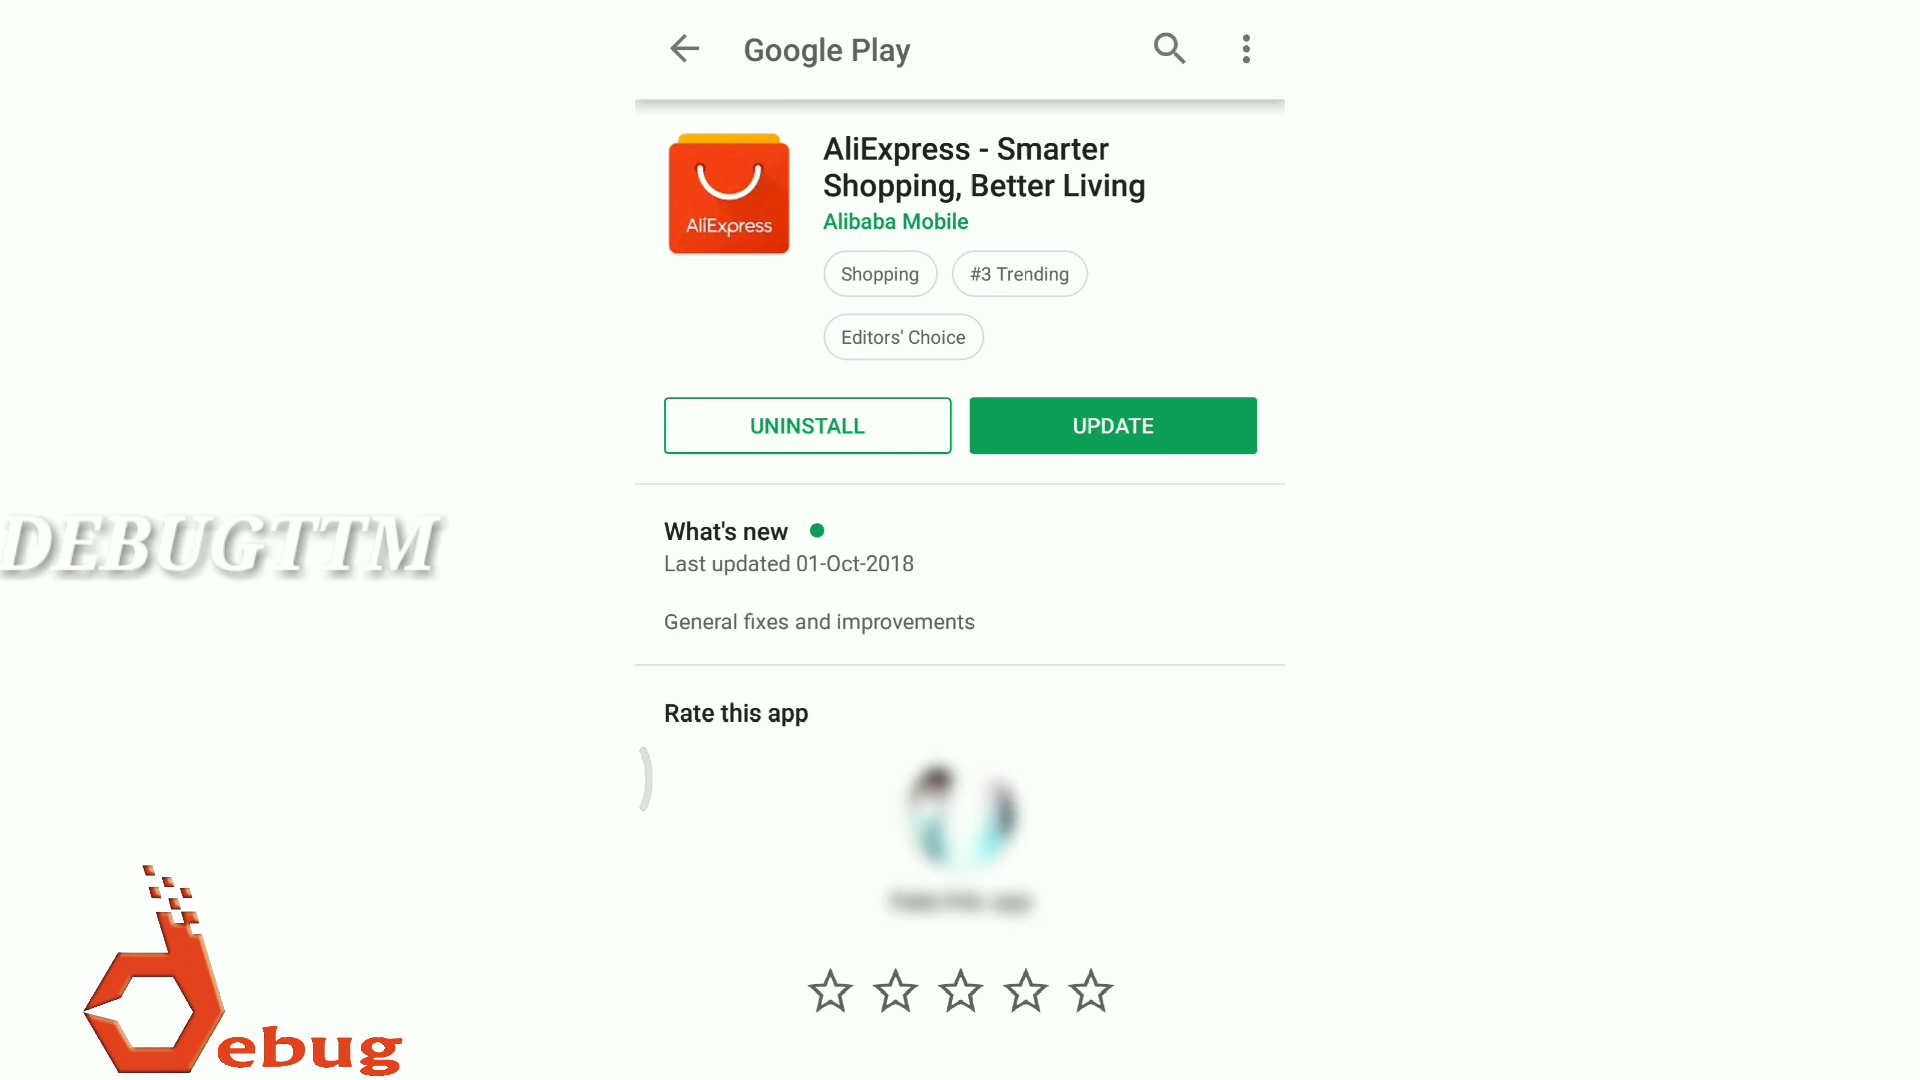 Google Play
AliExpress - Smarter
Shopping, Better Living
Alibaba Mobile
AliExpress
Shopping
#3 Trending
Editors' Choice
UNINSTALL
UPDATE
What's new
Last updated 01-Oct-2018
General fixes and improvements
Rate this app
DEBUGTTM
debug